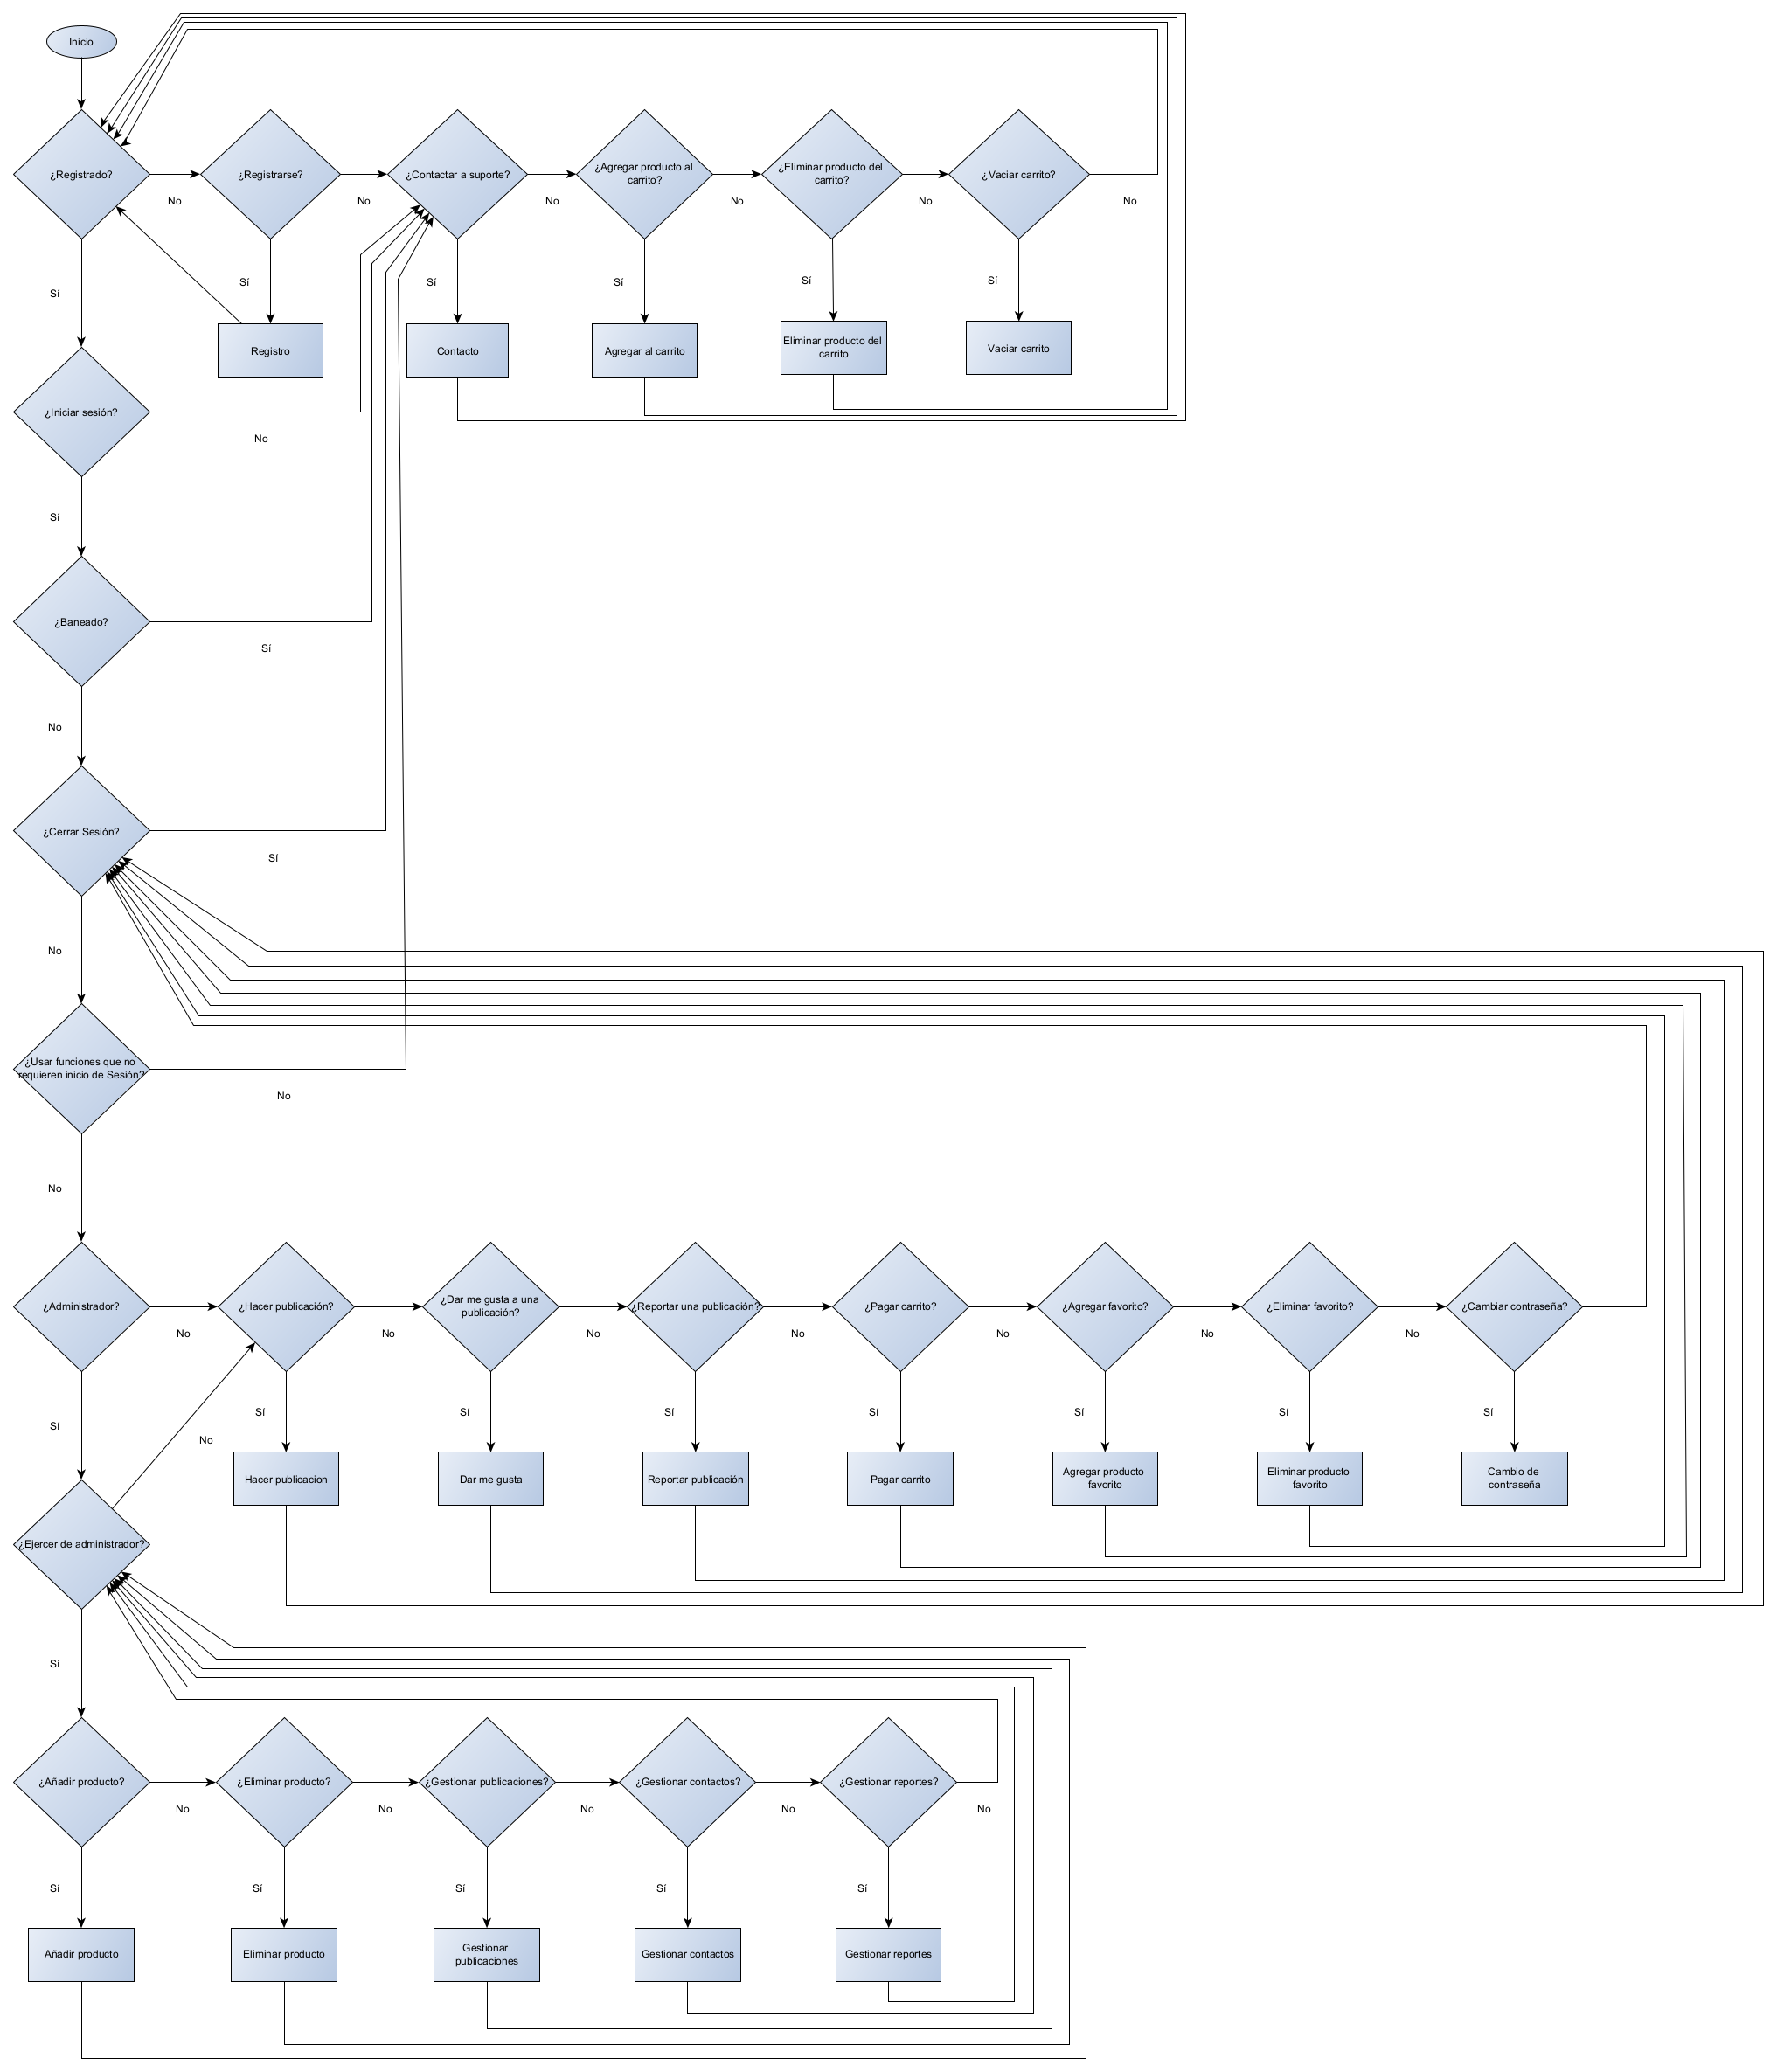 Inicio
¿Registrado?
¿Registrarse?
¿Contactar a suporte?
¿Agregar producto al
carrito?
¿Eliminar producto del
carrito?
¿Vaciar carrito?
No
No
No
No
No
No
Sí
Sí
Sí
Sí
Sí
Sí
Registro
Contacto
Agregar al carrito
Eliminar producto del
carrito
Vaciar carrito
¿Iniciar sesión?
No
Sí
¿Baneado?
Sí
No
¿Cerrar Sesión?
Sí
No
¿Usar funciones que no
requieren inicio de Sesión?
No
No
¿Administrador?
¿Hacer publicación?
¿Dar me gusta a una
publicación?
¿Reportar una publicación?
¿Pagar carrito?
¿Agregar favorito?
¿Eliminar favorito?
¿Cambiar contraseña?
No
No
No
No
No
No
No
Sí
Sí
Sí
Sí
Sí
Sí
Sí
Sí
No
Hacer publicacion
Dar me gusta
Reportar publicación
Pagar carrito
Agregar producto
favorito
Eliminar producto
favorito
Cambio de
contraseña
¿Ejercer de administrador?
Sí
¿Añadir producto?
¿Eliminar producto?
¿Gestionar publicaciones?
¿Gestionar contactos?
¿Gestionar reportes?
No
No
No
No
No
Sí
Sí
Sí
Sí
Sí
Añadir producto
Eliminar producto
Gestionar
publicaciones
Gestionar contactos
Gestionar reportes